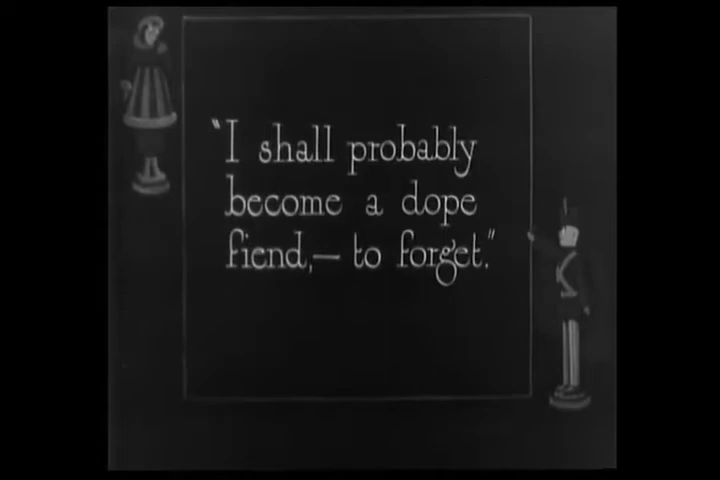 "I shall probably
become a dope
fiend,— to forget."